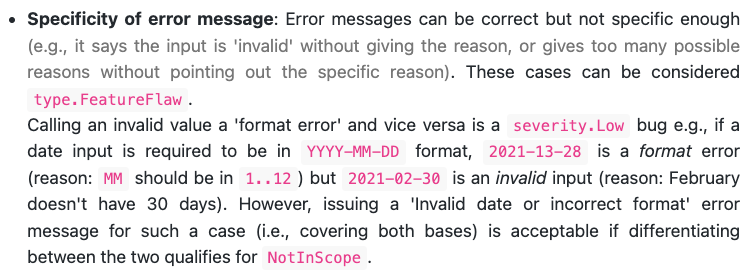 • Specificity of error message: Error messages can be correct but not specific enough
(e.g., it says the input is 'invalid' without giving the reason, or gives too many possible
reasons without pointing out the specific reason). These cases can be considered
type.FeatureFlaw.
Calling an invalid value a 'format error' and vice versa is a severity.Low bug e.g., if a
date input is required to be in YYYY-MM-DD format, 2021-13-28 is a format error
(reason: MM should be in 1..12) but 2021-02-30 is an invalid input (reason: February
doesn't have 30 days). However, issuing a 'Invalid date or incorrect format' error
message for such a case (i.e., covering both bases) is acceptable if differentiating
between the two qualifies for NotInScope.